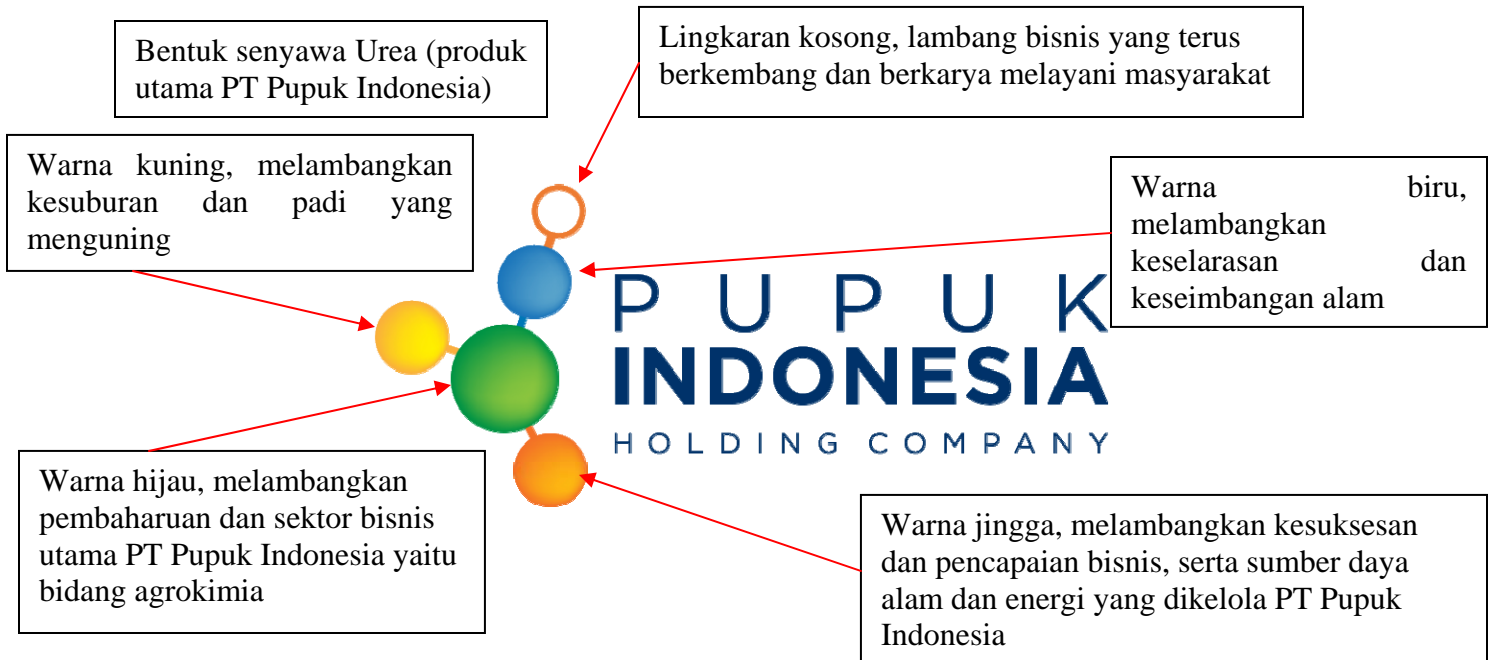 Bentuk senyawa Urea (produk
utama PT Pupuk Indonesia)
Lingkaran kosong, lambang bisnis yang terus
berkembang dan berkarya melayani masyarakat
Warna kuning, melambangkan
kesuburan dan padi yang
menguning
Warna biru,
melambangkan
keselarasan dan
keseimbangan alam
PUPUK
INDONESIA
HOLDING COMPANY
Warna hijau, melambangkan
pembaharuan dan sektor bisnis
utama PT Pupuk Indonesia yaitu
bidang agrokimia
Warna jingga, melambangkan kesuksesan
dan pencapaian bisnis, serta sumber daya
alam dan energi yang dikelola PT Pupuk
Indonesia